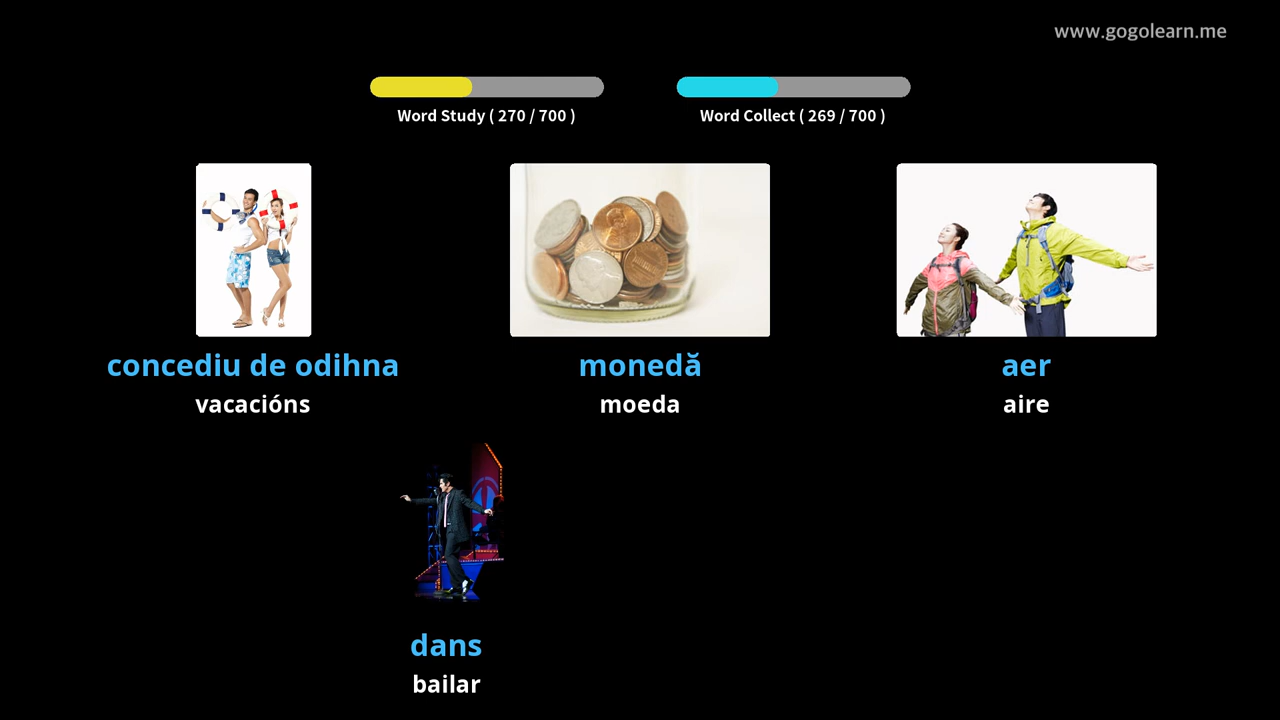 www.gogolearn.me
Word Study ( 270 / 700 )
Word Collect ( 269 / 700 )
concediu de odihna
monedă
aer
vacacións
moeda
aire
dans
bailar